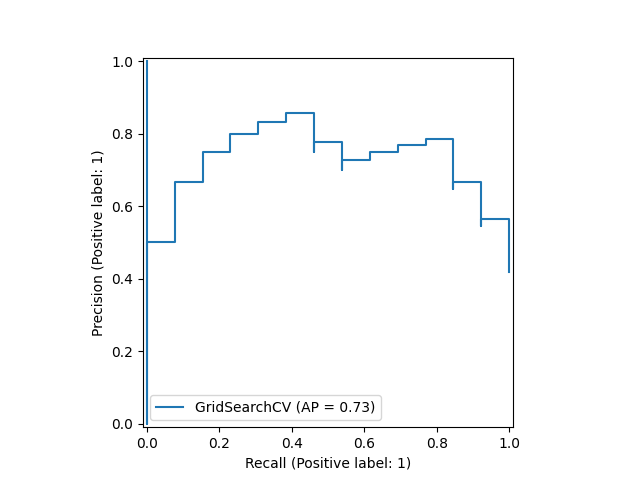 1.0
0.8
0.6
0.4
0.2
0.0
Precision (Positive label: 1)
GridSearchCV (AP = 0.73)
0.0 0.2 0.4 0.6 0.8 1.0
Recall (Positive label: 1)